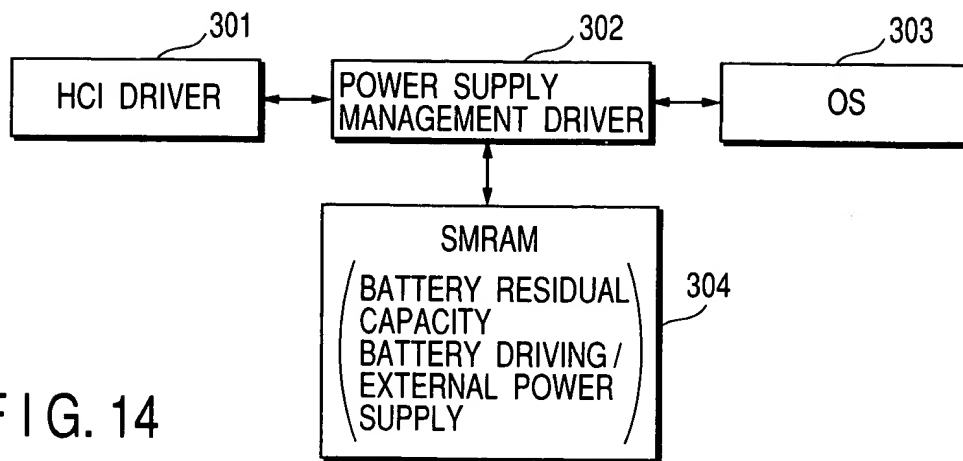 301
302
303
HCI DRIVER
POWER SUPPLY
MANAGEMENT DRIVER
OS
SMRAM
(BATTERY RESIDUAL
CAPACITY
BATTERY DRIVING/
EXTERNAL POWER
SUPPLY)
304
FIG. 14